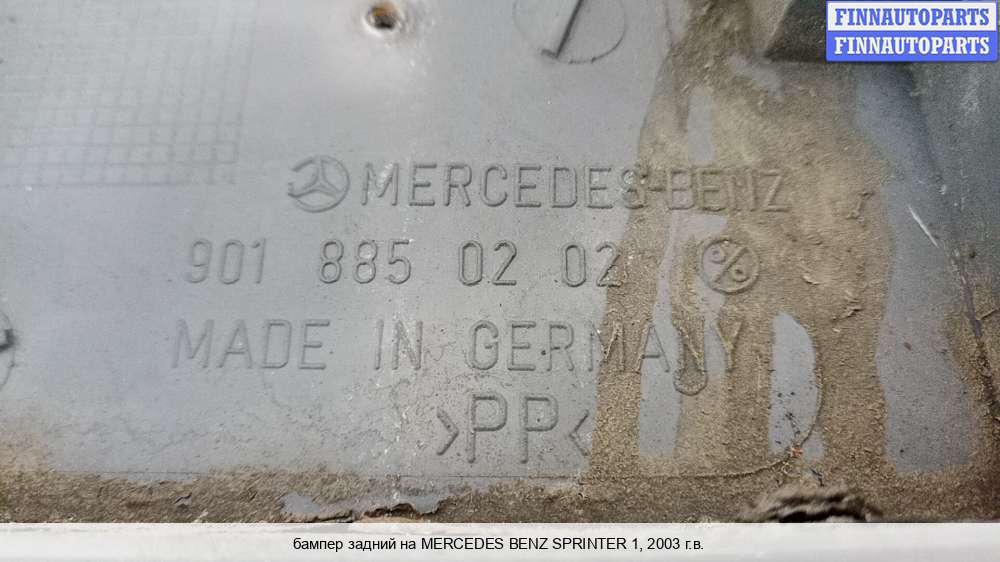 FINNAUTOPARTS
FINNAUTOPARTS
MERCEDES-BENZ
901 885 02 02
MADE IN GERMANY
>PP<
бампер задний на MERCEDES BENZ SPRINTER 1, 2003 г.в.